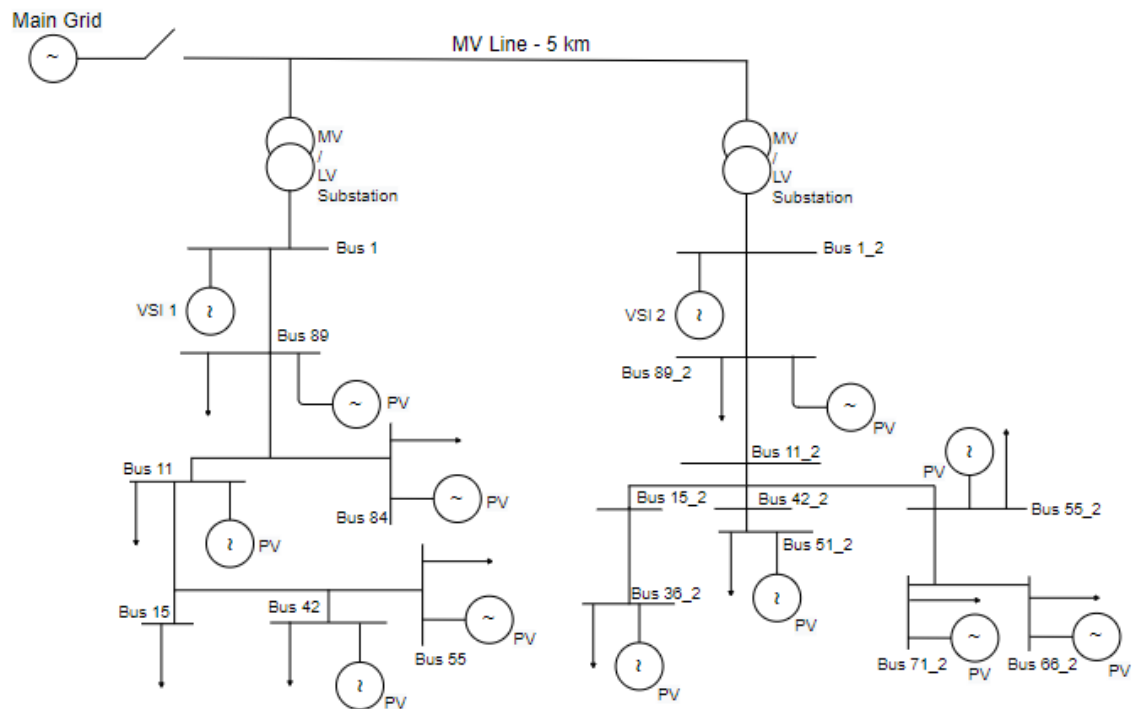 Main Grid
~
MV Line - 5 km
MV
/
LV
Substation
MV
/
LV
Substation
Bus 1
Bus 1_2
VSI 1
~
VSI 2
~
Bus 89
Bus 89_2
~
PV
~
PV
Bus 11
Bus 11_2
PV
~
Bus 15_2
Bus 42_2
Bus 55_2
~
PV
Bus 84
~
PV
Bus 51_2
~
PV
Bus 15
Bus 42
~
PV
Bus 55
~
PV
Bus 36_2
~
PV
~
PV
Bus 71_2
~
PV
Bus 66_2